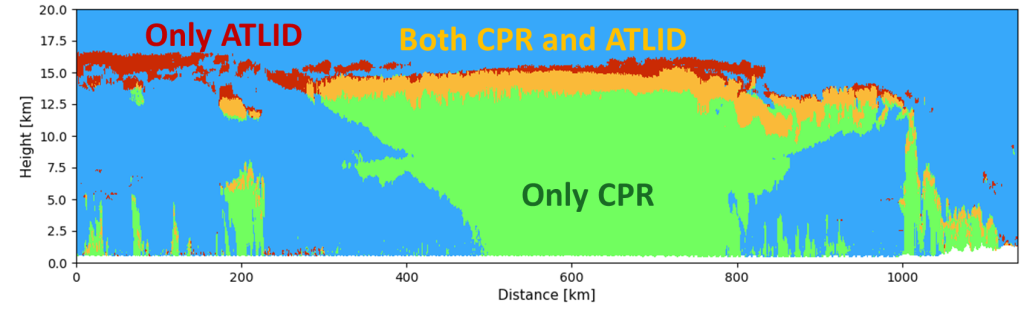 20.0
17.5
15.0
12.5
10.0
7.5
5.0
2.5
0.0
Height [km]
Only ATLID
Both CPR and ATLID
Only CPR
0 200 400 600 800 1000
Distance [km]